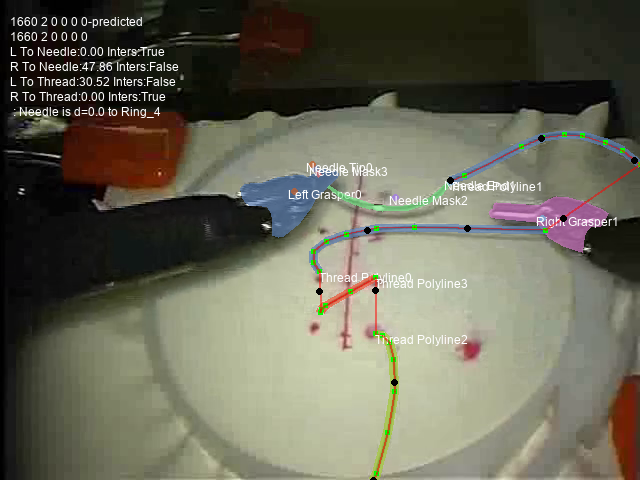 1660 2 0 0 0 0-predicted
1660 2 0 0 0 0
L To Needle:0.00 Inters:True
R To Needle:47.86 Inters:False
L To Thread:30.52 Inters:False
R To Thread:0.00 Inters:True
: Needle is d=0.0 to Ring_4
Needle Tip0
Needle Mask3
Thread Polyline1
Left Grasper0
Needle Mask2
Right Grasper1
Thread Polyline0
Thread Polyline3
Thread Polyline2